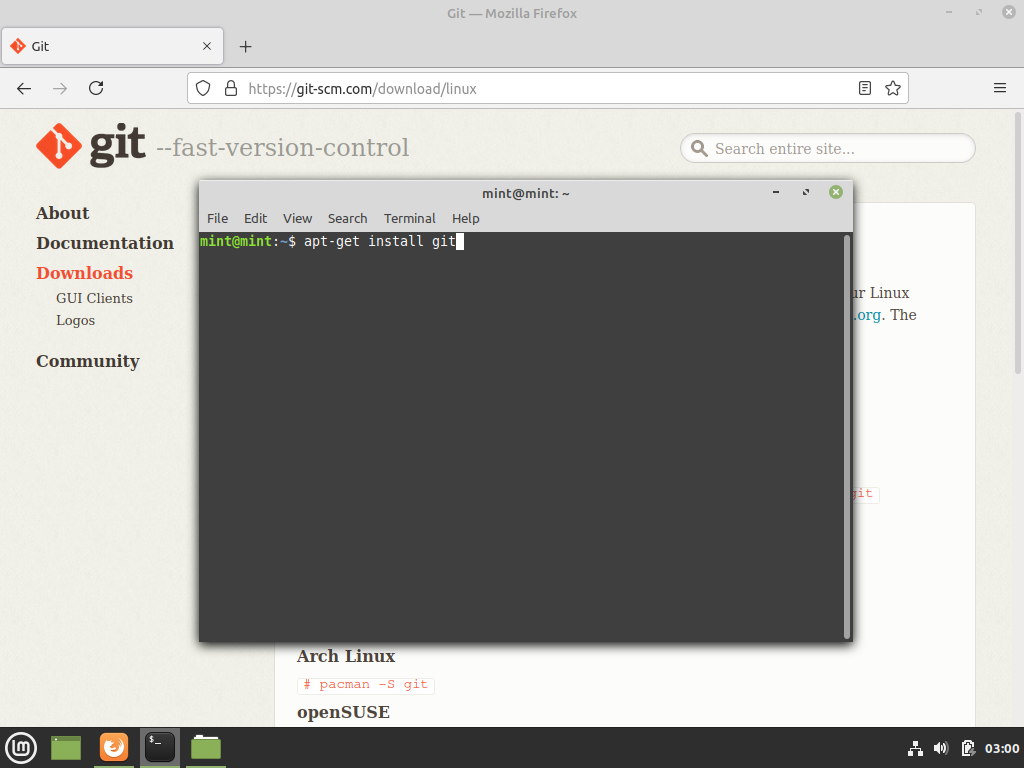 Git — Mozilla Firefox
Git
https://git-scm.com/download/linux
git --fast-version-control
Search entire site...
About
Documentation
Downloads
GUI Clients
Logos
Community
mint@mint: ~
File Edit View Search Terminal Help
mint@mint:~$ apt-get install git
Linux
.org. The
git
Arch Linux
# pacman -S git
openSUSE
$_
03:00